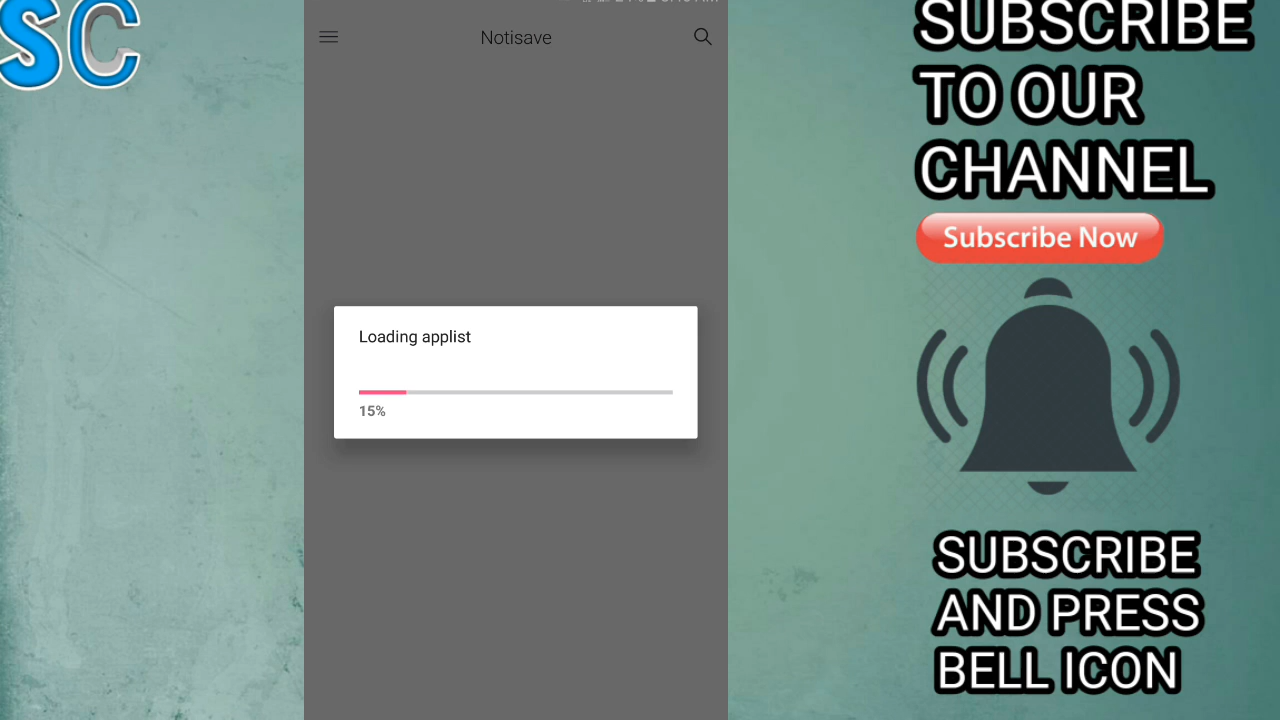 SC
Notisave
Loading applist
15%
SUBSCRIBE
TO OUR
CHANNEL
Subscribe Now
SUBSCRIBE
AND PRESS
BELL ICON